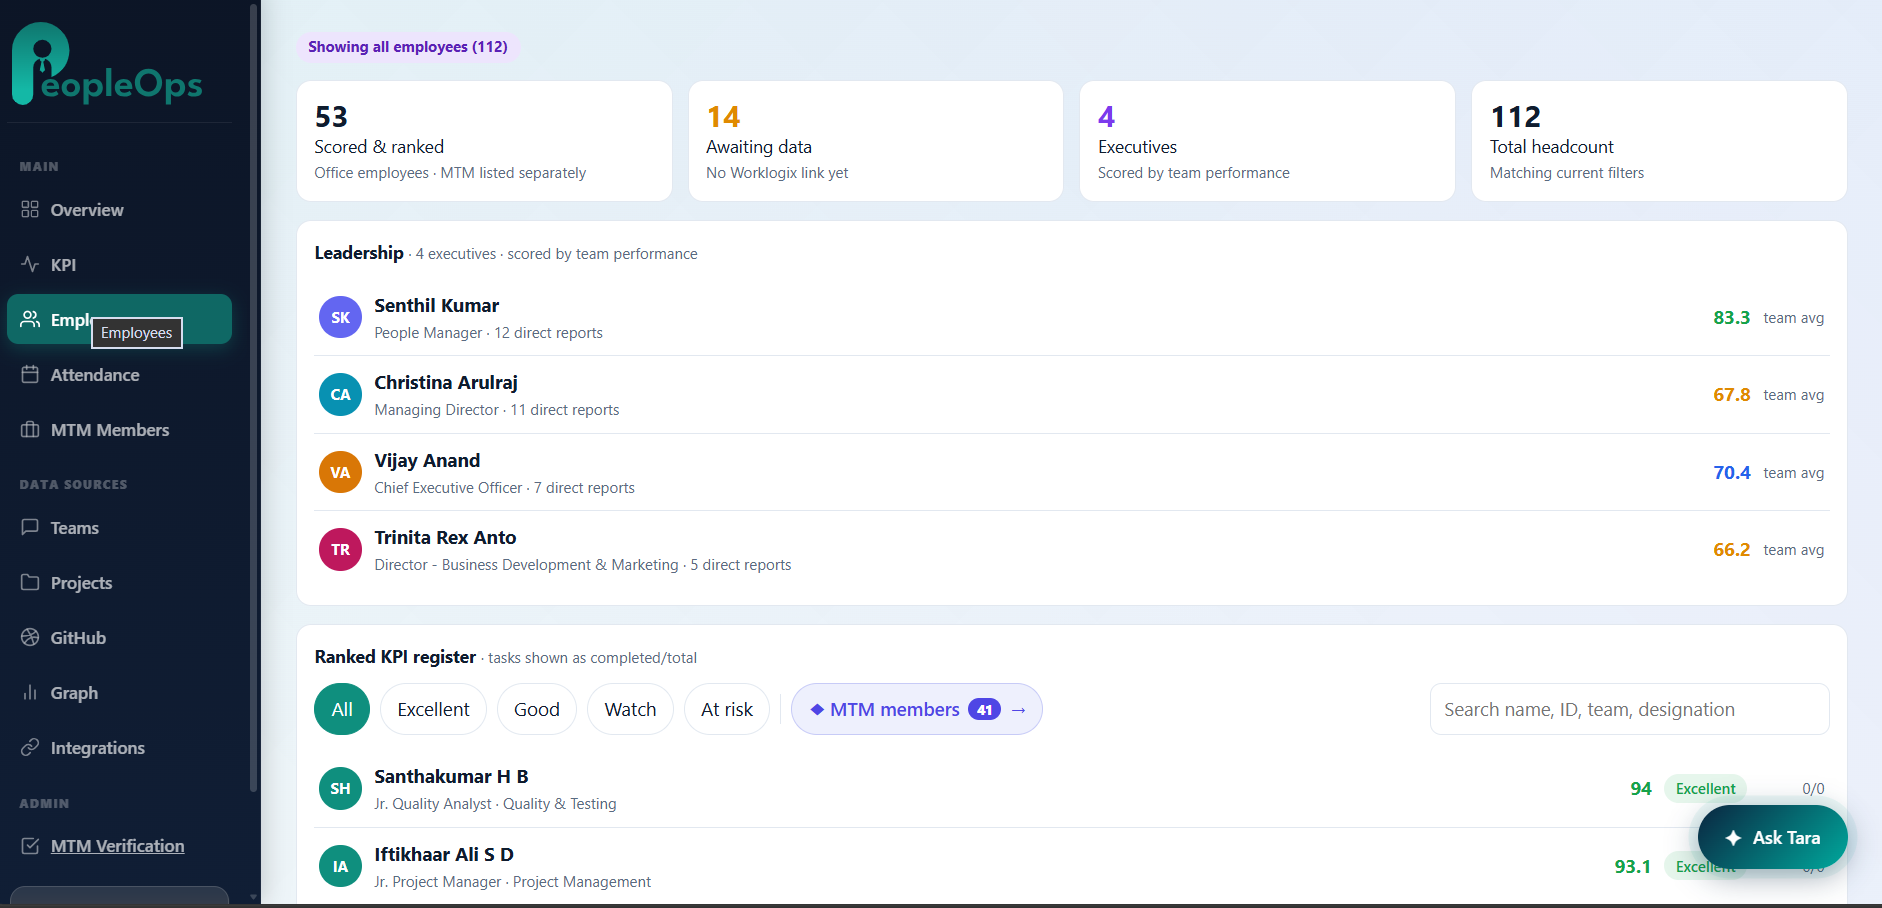 PeopleOps
MAIN
Overview
KPI
Employees
Attendance
MTM Members
DATA SOURCES
Teams
Projects
GitHub
Graph
Integrations
ADMIN
MTM Verification
Showing all employees (112)
53
Scored & ranked
Office employees · MTM listed separately
14
Awaiting data
No Worklogix link yet
4
Executives
Scored by team performance
112
Total headcount
Matching current filters
Leadership · 4 executives · scored by team performance
SK
Senthil Kumar
People Manager · 12 direct reports
83.3 team avg
CA
Christina Arulraj
Managing Director · 11 direct reports
67.8 team avg
VA
Vijay Anand
Chief Executive Officer · 7 direct reports
70.4 team avg
TR
Trinita Rex Anto
Director - Business Development & Marketing · 5 direct reports
66.2 team avg
Ranked KPI register · tasks shown as completed/total
All Excellent Good Watch At risk ◆ MTM members 41 →
Search name, ID, team, designation
SH
Santhakumar H B
Jr. Quality Analyst · Quality & Testing
94 Excellent 0/0
IA
Iftikhaar Ali S D
Jr. Project Manager · Project Management
93.1 Excellent
Ask Tara